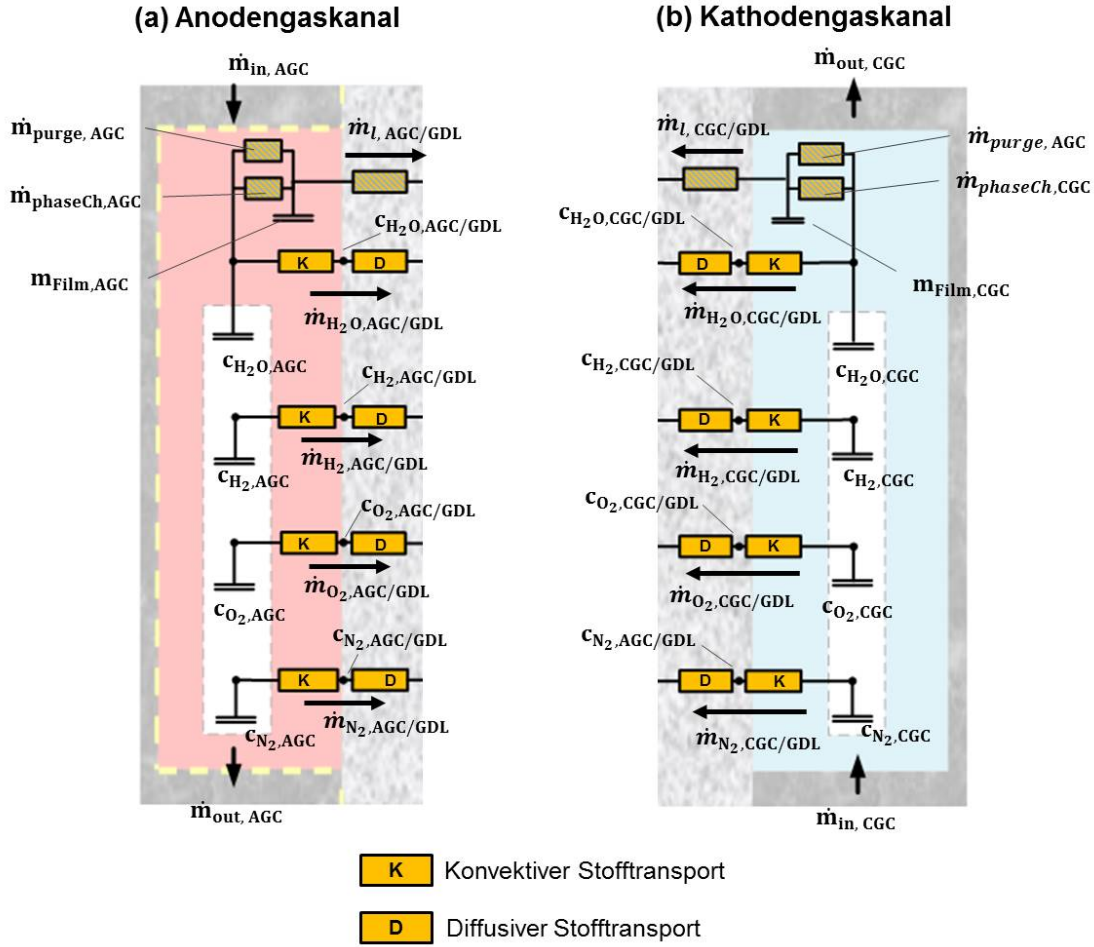 (a) Anodengaskanal
ṁin, AGC
ṁpurge, AGC
ṁl, AGC/GDL
ṁphaseCh,AGC
cH2O,AGC/GDL
K
D
mFilm,AGC
ṁH2O,AGC/GDL
cH2O,AGC
cH2,AGC/GDL
K
D
ṁH2,AGC/GDL
cH2,AGC
cO2,AGC/GDL
K
D
ṁO2,AGC/GDL
cO2,AGC
cN2,AGC/GDL
K
D
ṁN2,AGC/GDL
cN2,AGC
ṁout, AGC
(b) Kathodengaskanal
ṁout, CGC
ṁl, CGC/GDL
ṁpurge, AGC
ṁphaseCh,CGC
cH2O,CGC/GDL
D
K
mFilm,CGC
ṁH2O,CGC/GDL
cH2O,CGC
cH2,CGC/GDL
D
K
ṁH2,CGC/GDL
cH2,CGC
cO2,CGC/GDL
D
K
ṁO2,CGC/GDL
cO2,CGC
cN2,AGC/GDL
D
K
ṁN2,CGC/GDL
cN2,CGC
ṁin, CGC
K Konvektiver Stofftransport
D Diffusiver Stofftransport